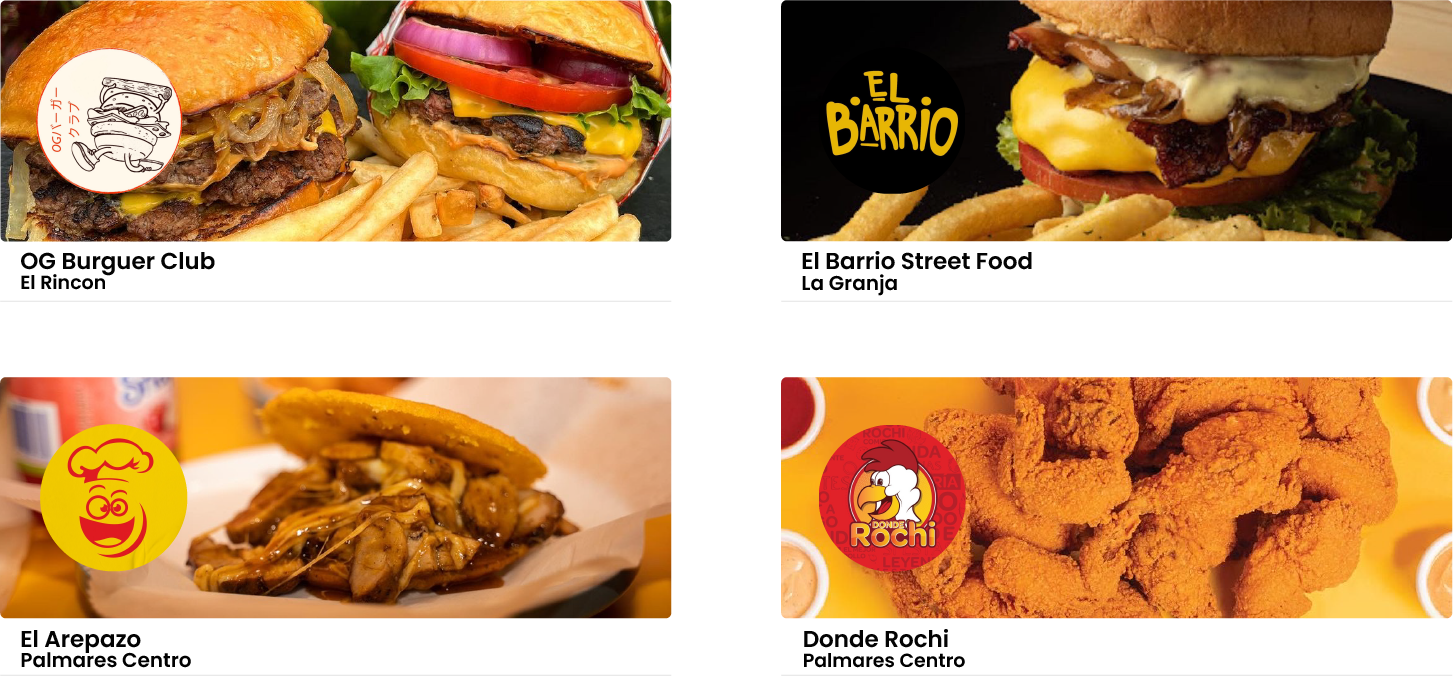 OGバーガー
クラブ
OG Burguer Club
El Rincon
EL
BARRIO
El Barrio Street Food
La Granja
El Arepazo
Palmares Centro
ROCHI
DONDE
Rochi
Donde Rochi
Palmares Centro